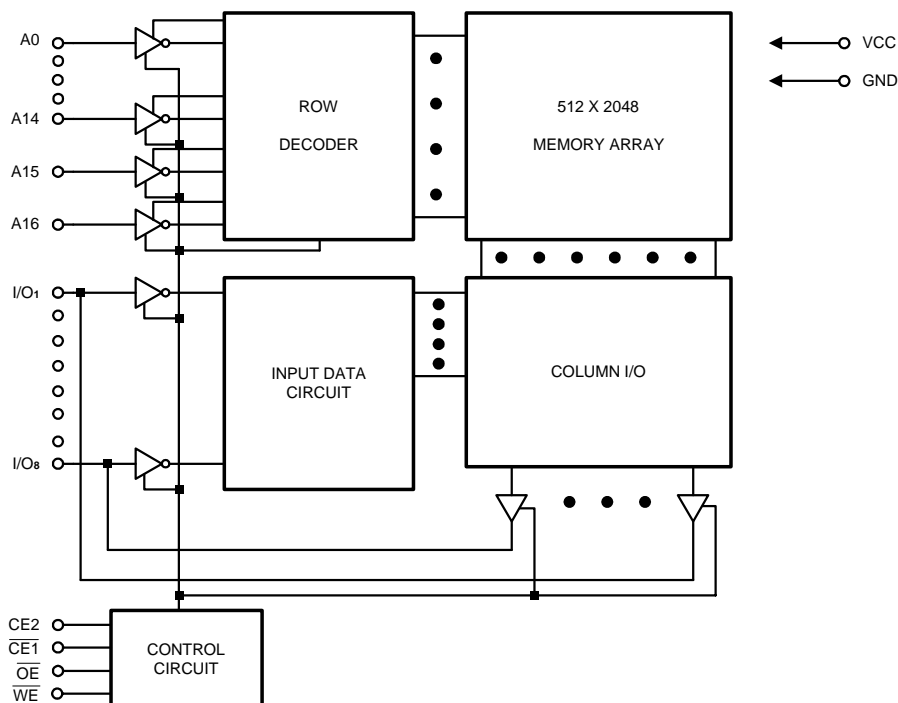 A0
A14
A15
A16
ROW
DECODER
512 X 2048
MEMORY ARRAY
VCC
GND
I/O1
I/O8
INPUT DATA
CIRCUIT
COLUMN I/O
CE2
CE1
OE
WE
CONTROL
CIRCUIT